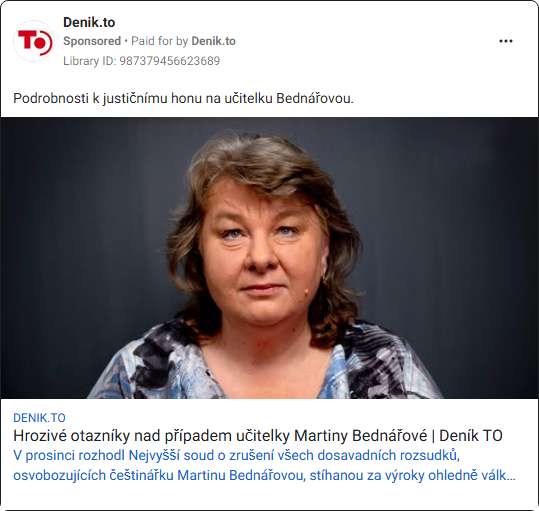 Denik.to
Sponsored • Paid for by Denik.to
Library ID: 987379456623689
Podrobnosti k justičnímu honu na učitelku Bednářovou.
DENIK.TO
Hrozivé otazníky nad případem učitelky Martiny Bednářové | Deník TO
V prosinci rozhodl Nejvyšší soud o zrušení všech dosavadních rozsudků,
osvobozujících češtinářku Martinu Bednářovou, stíhanou za výroky ohledně válk...